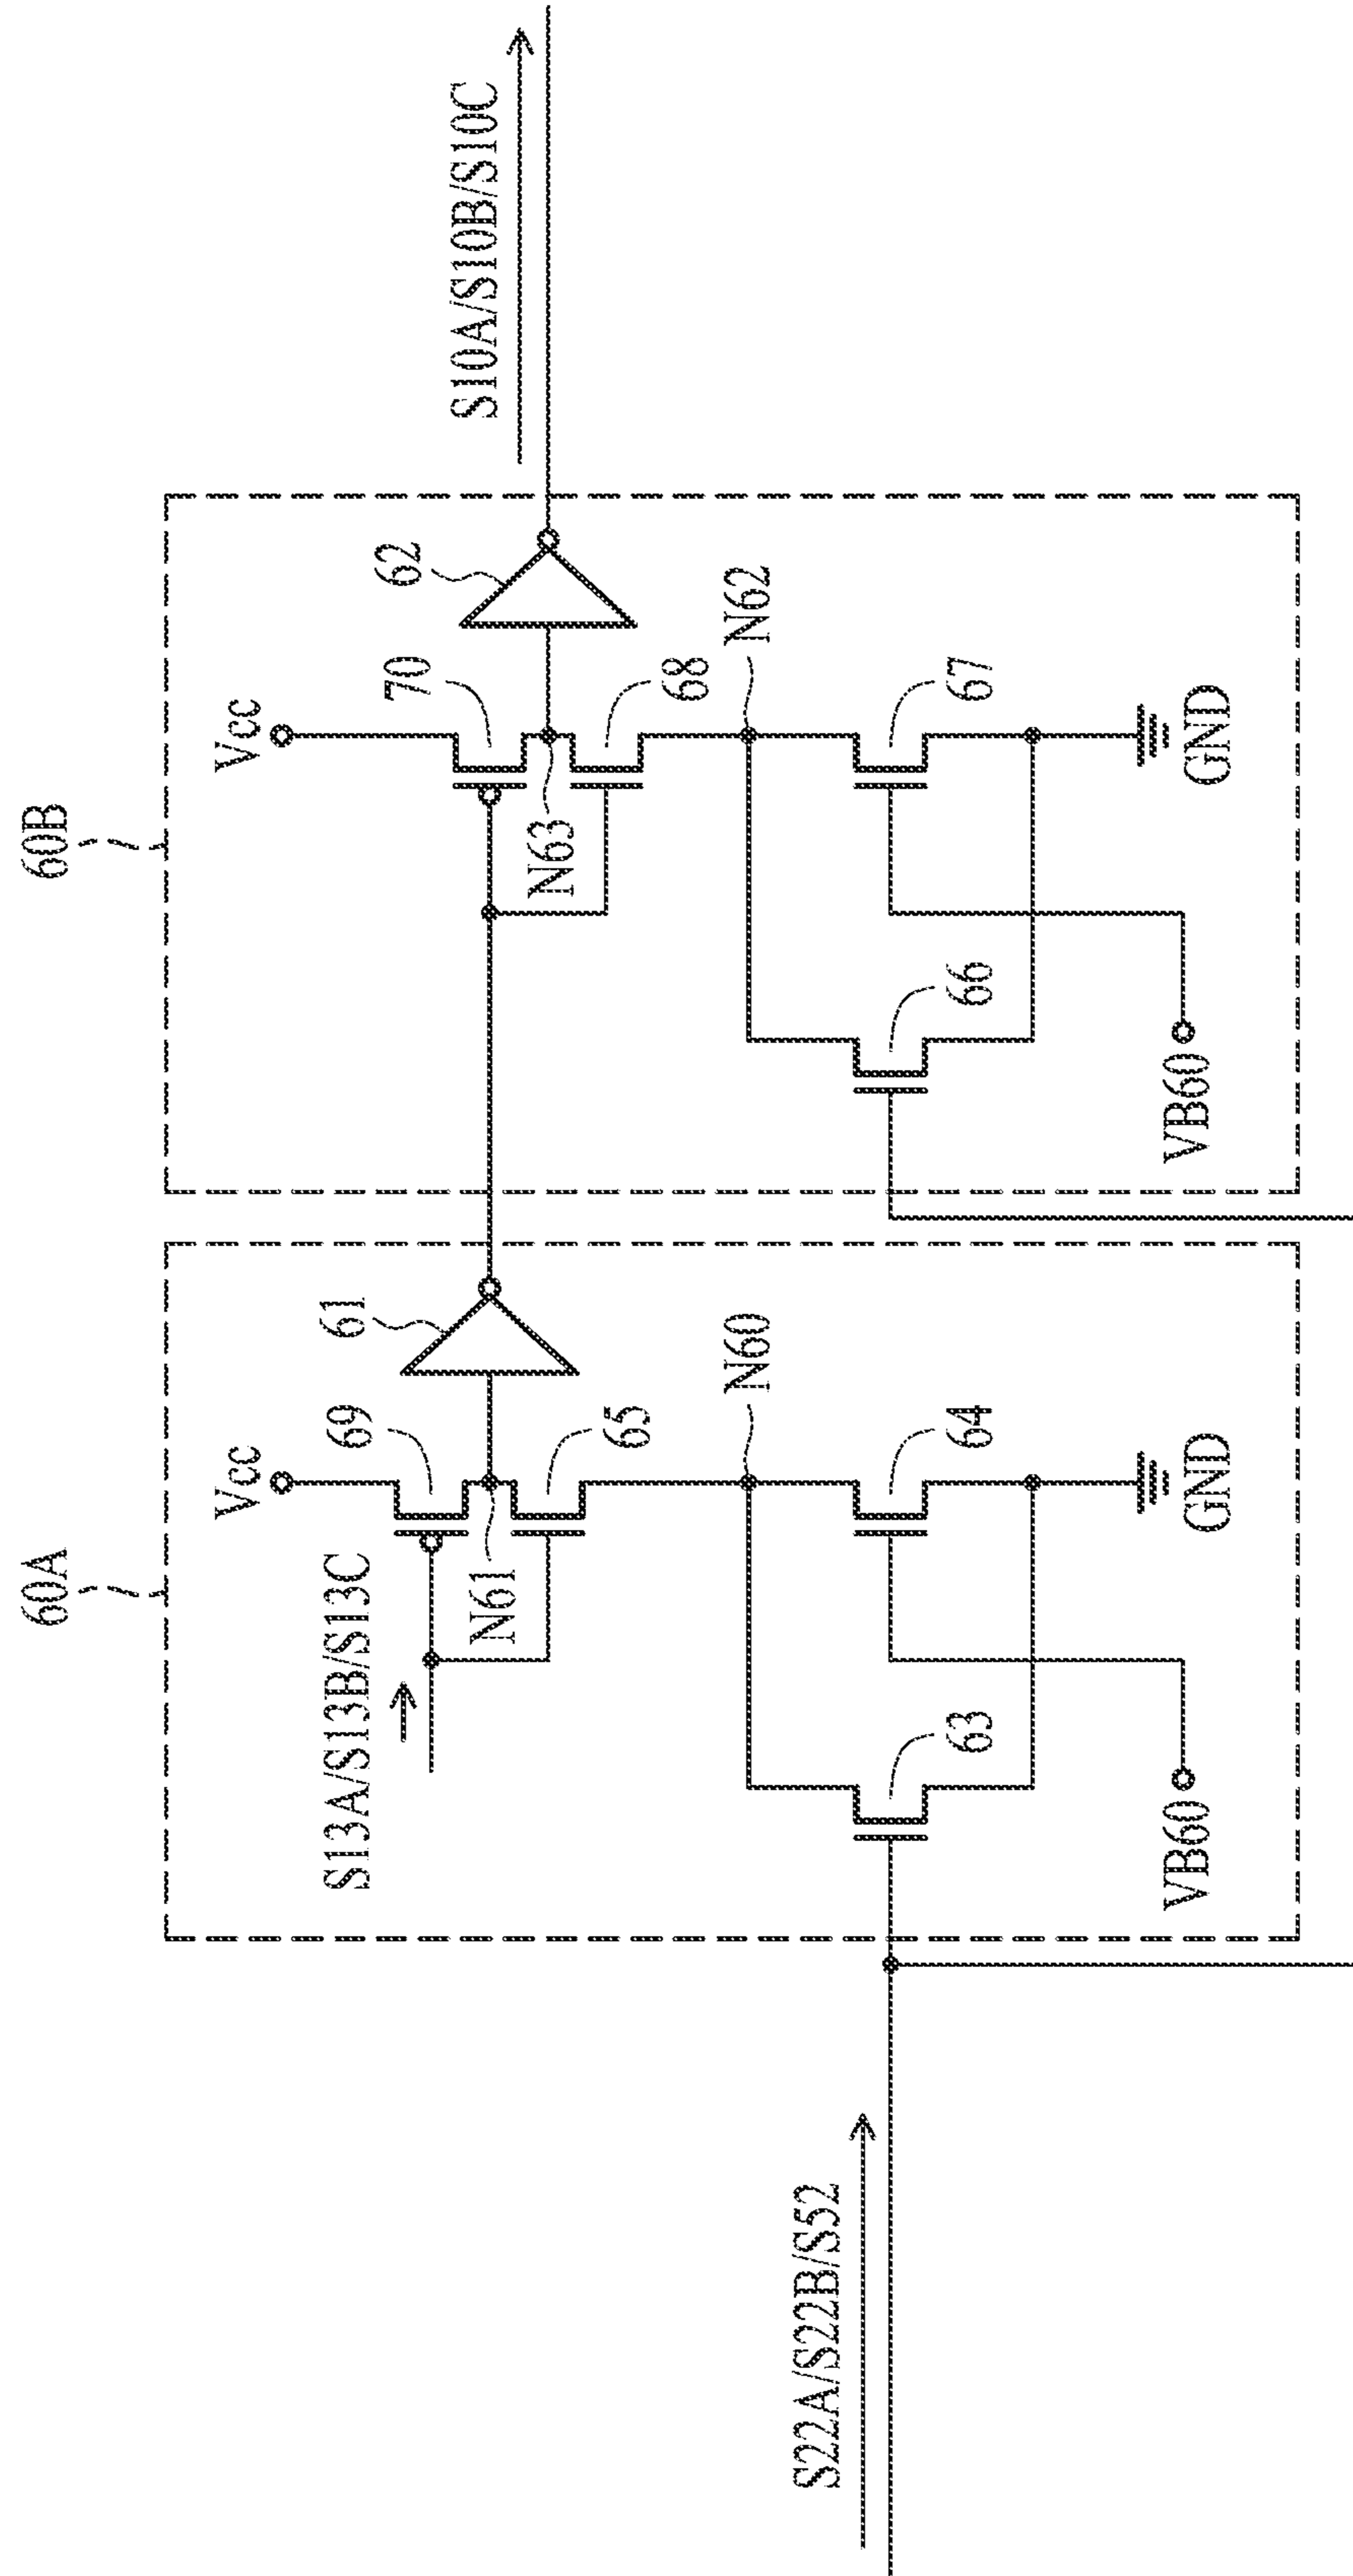 60A
60B
Vcc
Vcc
S13A/S13B/S13C
69
61
N61
65
70
62
N63
68
S10A/S10B/S10C
N60
N62
S22A/S22B/S52
63
64
66
67
VB60
GND
VB60
GND